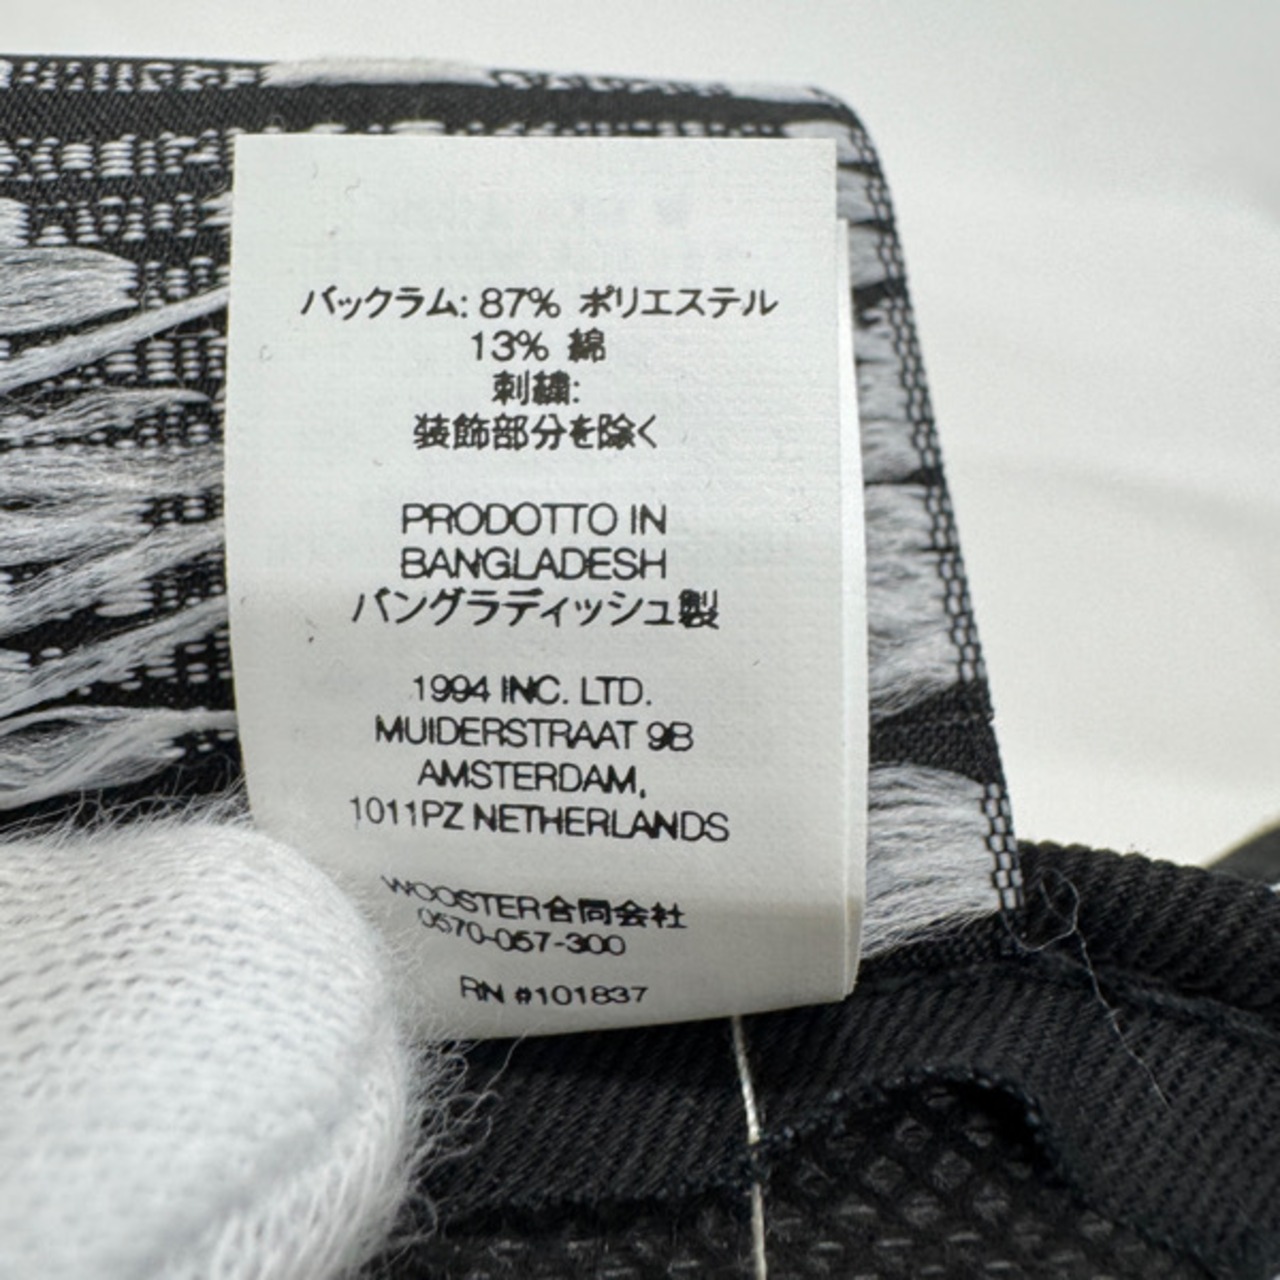 バックラム: 87% ポリエステル
13% 綿
刺繍:
装飾部分を除く
PRODOTTO IN
BANGLADESH
バングラディッシュ製
1994 INC. LTD.
MUIDERSTRAAT 9B
AMSTERDAM,
1011PZ NETHERLANDS
WOOSTER合同会社
0570-057-300
RN #101837